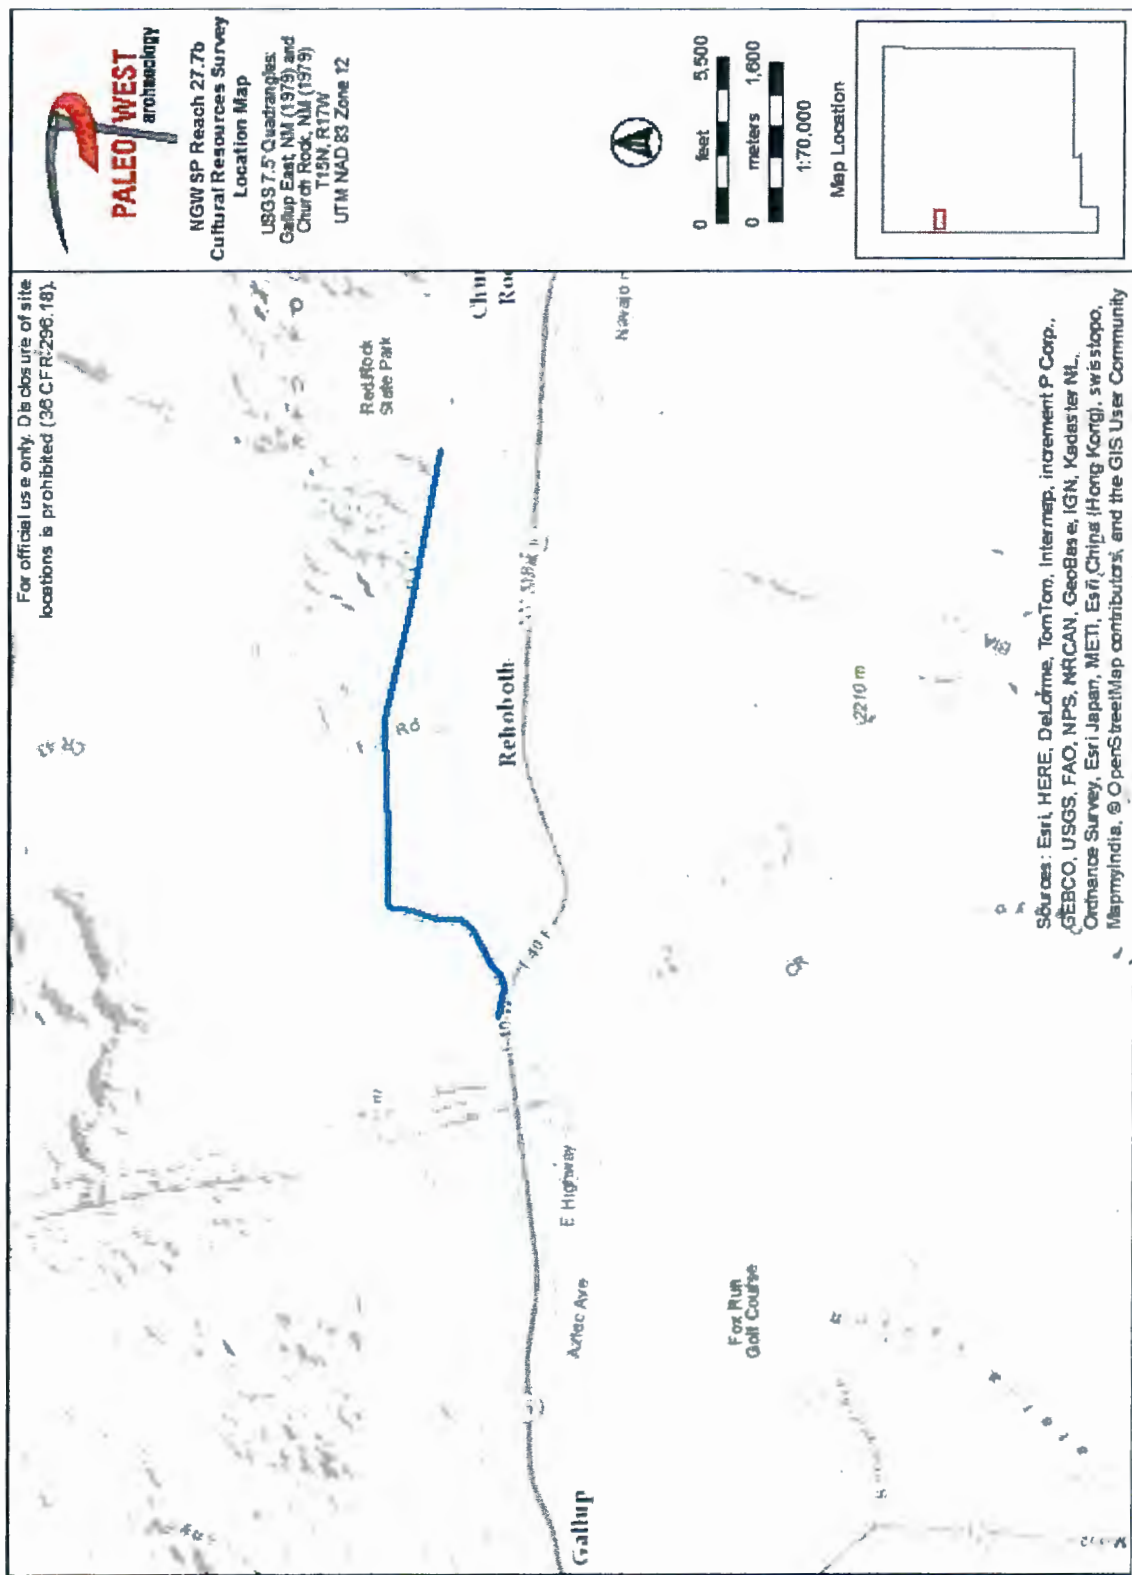 For official use only. Disclosure of site
locations is prohibited (36 CFR 296.18).
PALEO WEST
archaeology
NGWSP Reach 27.7b
Cultural Resources Survey
Location Map
USGS 7.5' Quadrangles:
Gallup East, NM (1979) and
Church Rock, NM (1979)
T15N, R17W
UTM NAD 83 Zone 12
0 feet 5,500
0 meters 1,600
1:70,000
Map Location
Red Rock
State Park
Rd
Rehoboth
I-40
E Highway
Aztec Ave
Gallup
Fox Run
Golf Course
2210 m
Navajo
Sources: Esri, HERE, DeLorme, TomTom, Intermap, increment P Corp.,
GEBCO, USGS, FAO, NPS, NRCAN, GeoBase, IGN, Kadaster NL,
Ordnance Survey, Esri Japan, METI, Esri China (Hong Kong), swisstopo,
MapmyIndia, © OpenStreetMap contributors, and the GIS User Community